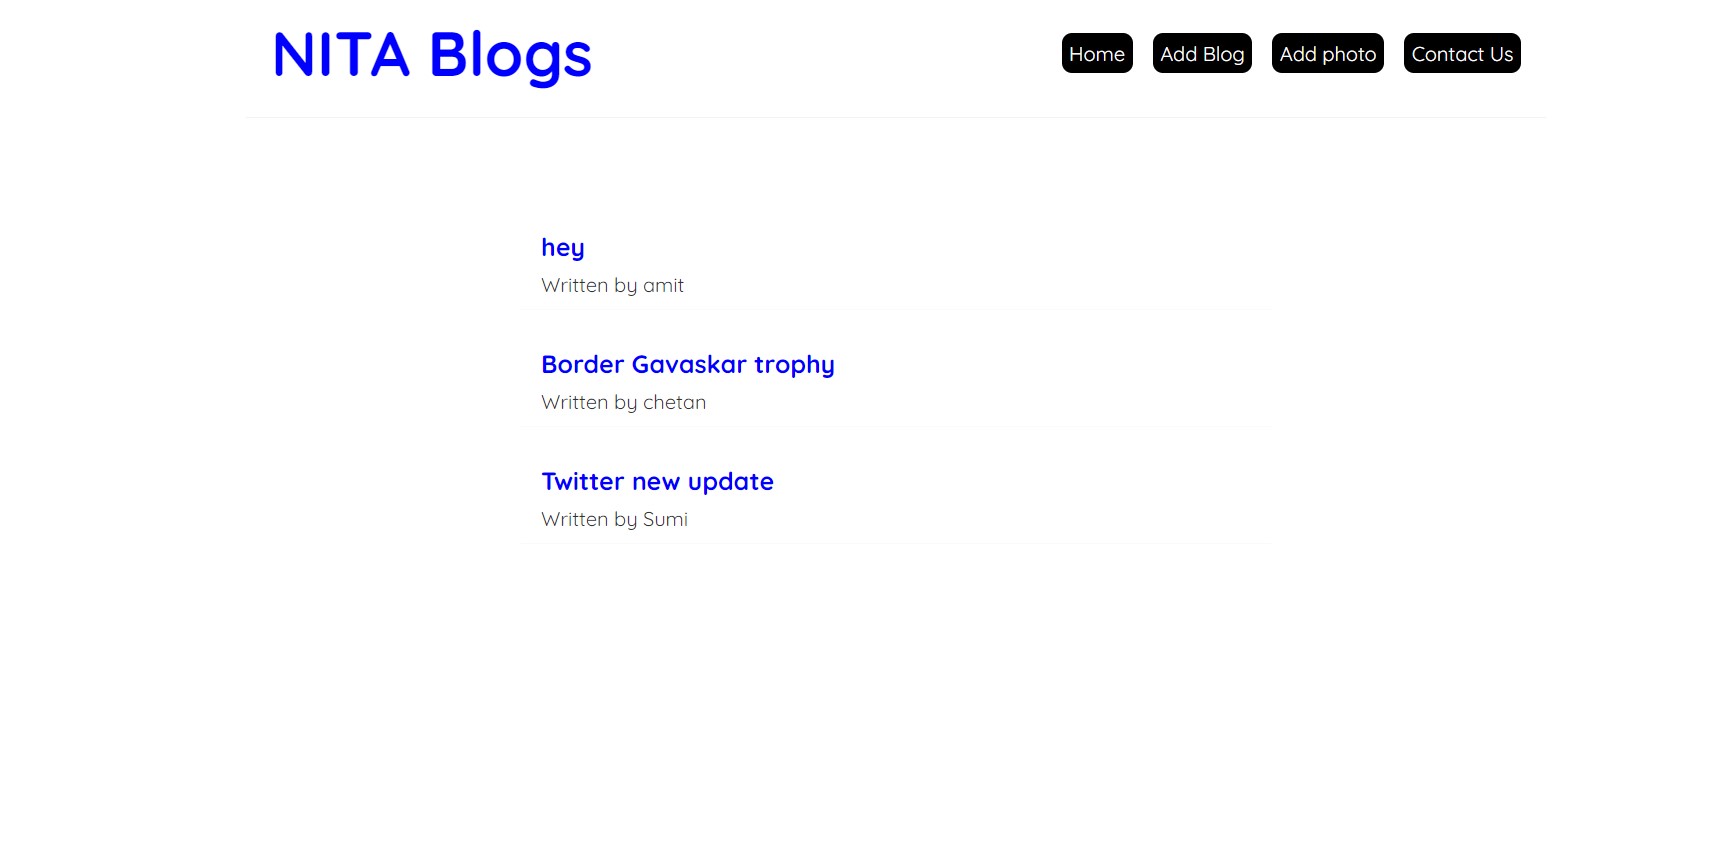 NITA Blogs
Home
Add Blog
Add photo
Contact Us
hey
Written by amit
Border Gavaskar trophy
Written by chetan
Twitter new update
Written by Sumi